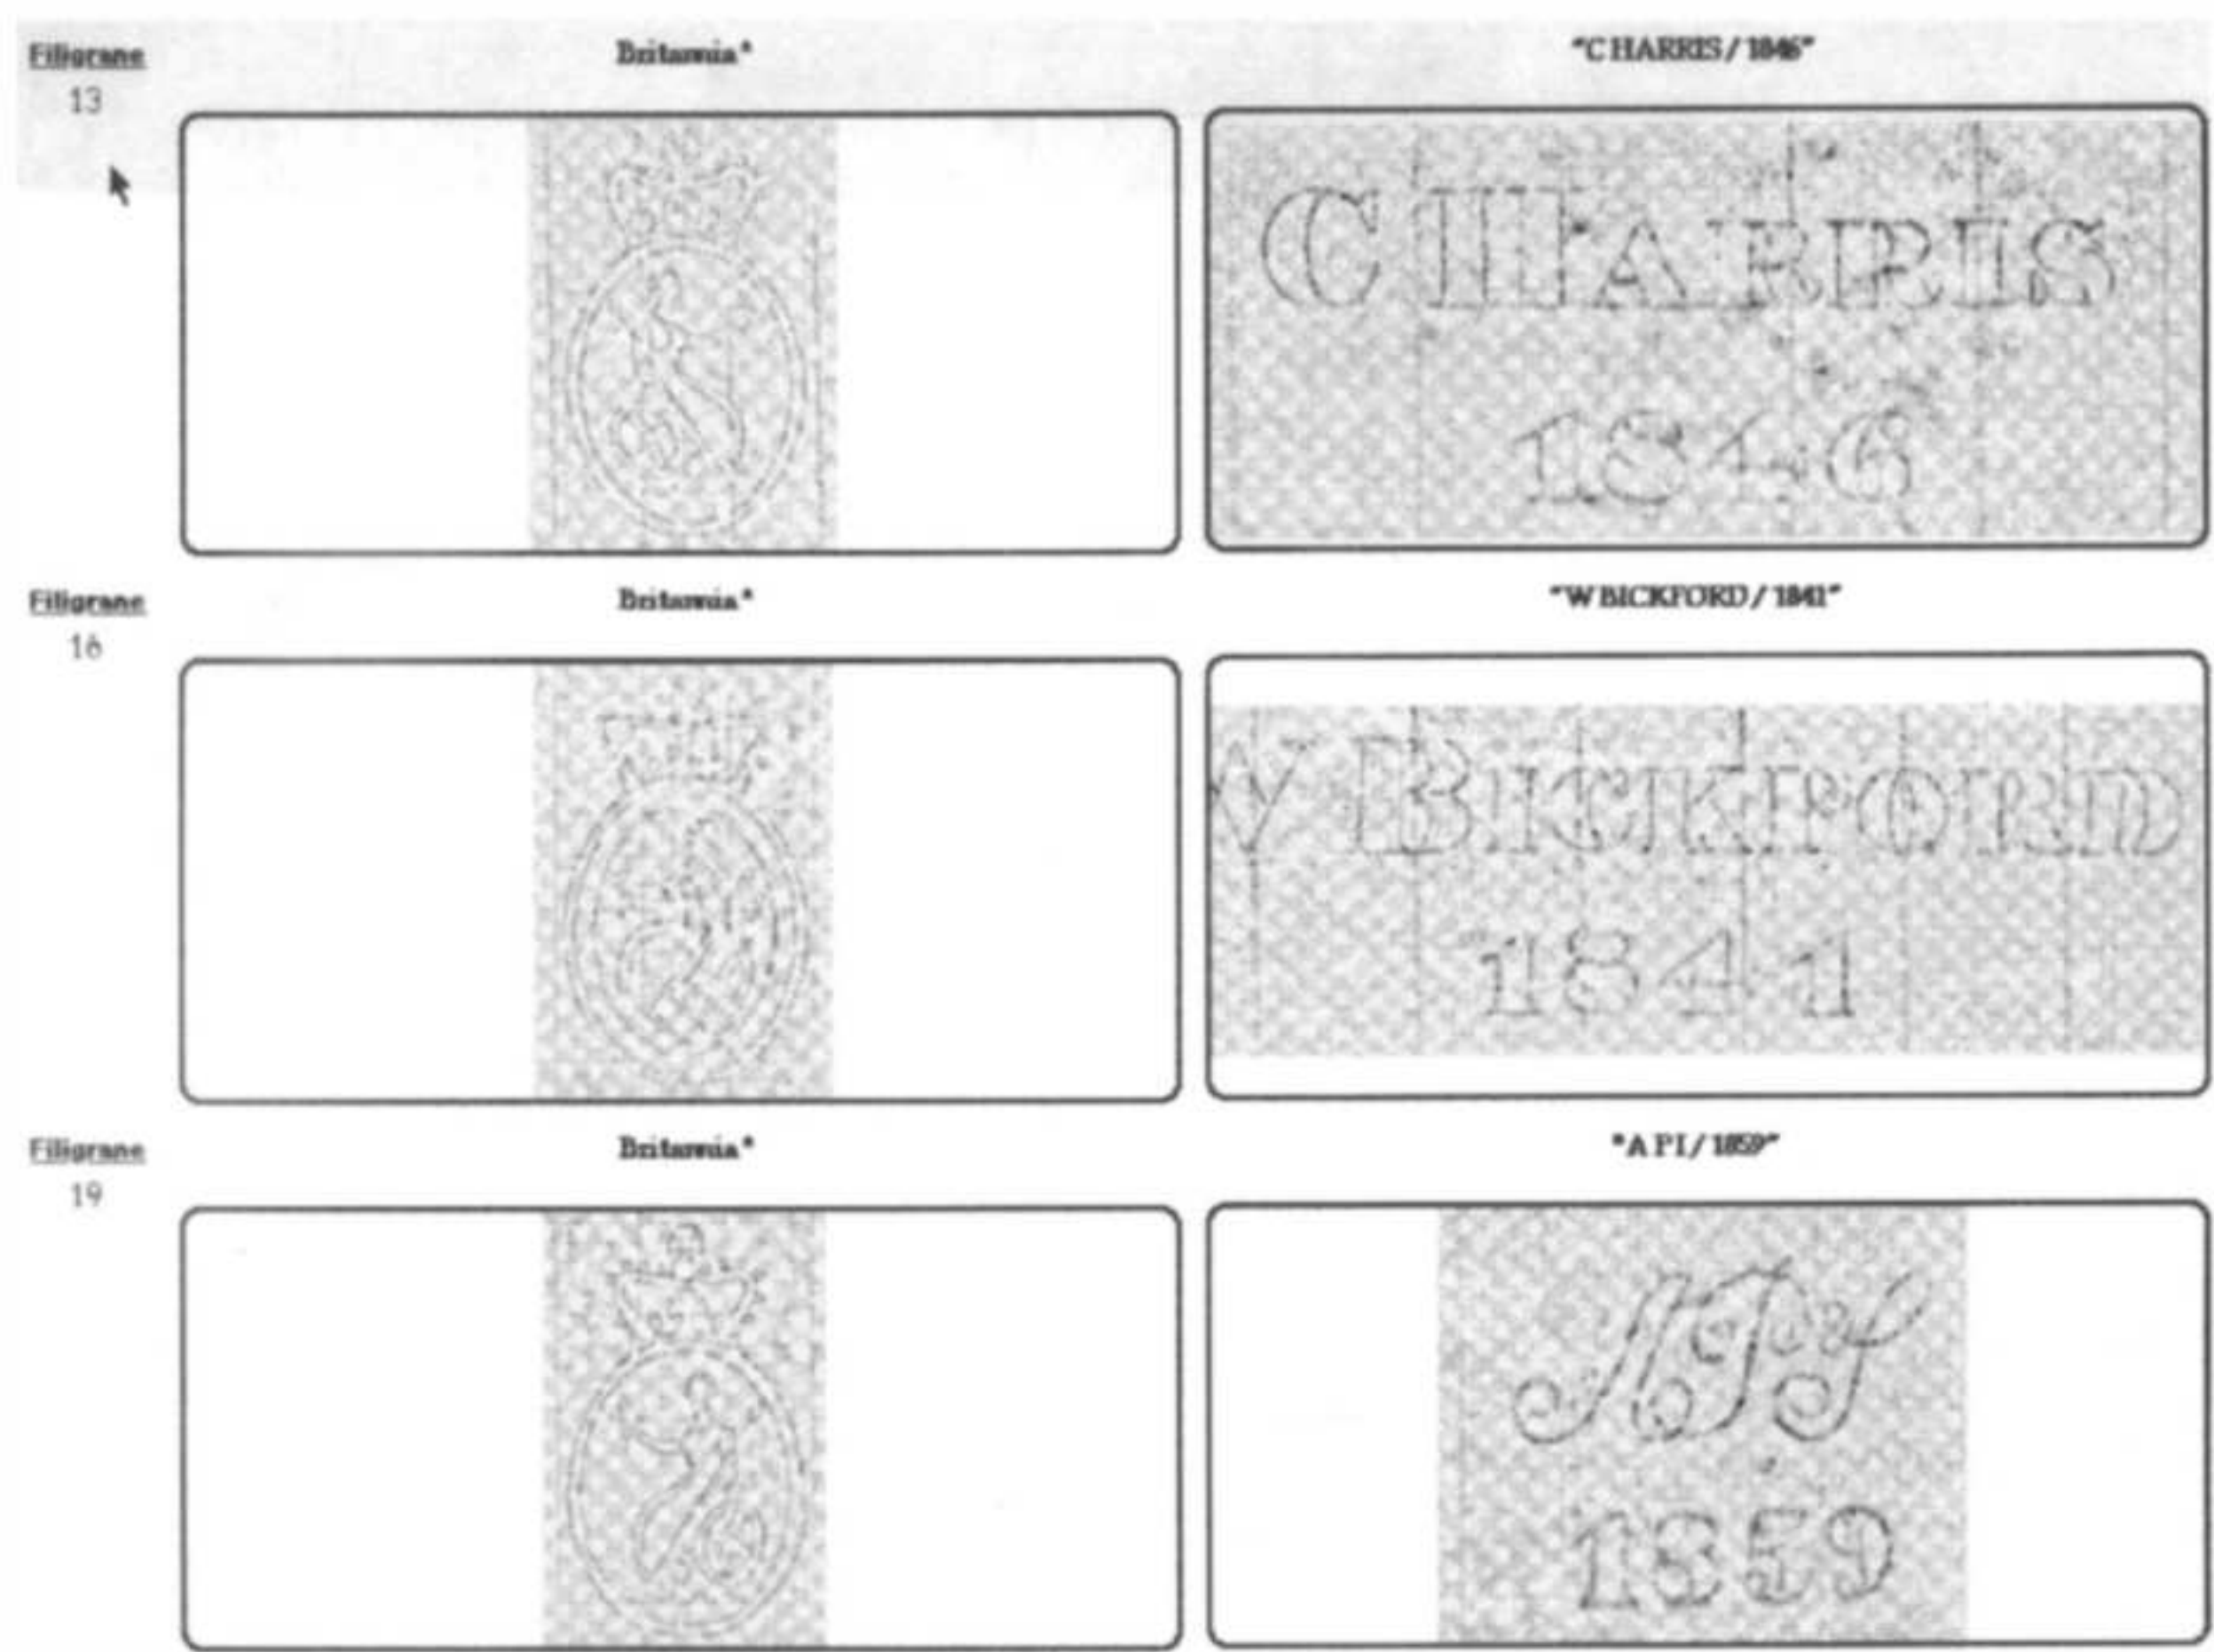 Filigrane
13
Britannia*
"C HARRIS / 1846"
C HARRIS
1846
Filigrane
16
Britannia*
"W BICKFORD / 1841"
W BICKFORD
1841
Filigrane
19
Britannia*
"A P I / 1859"
API
1859